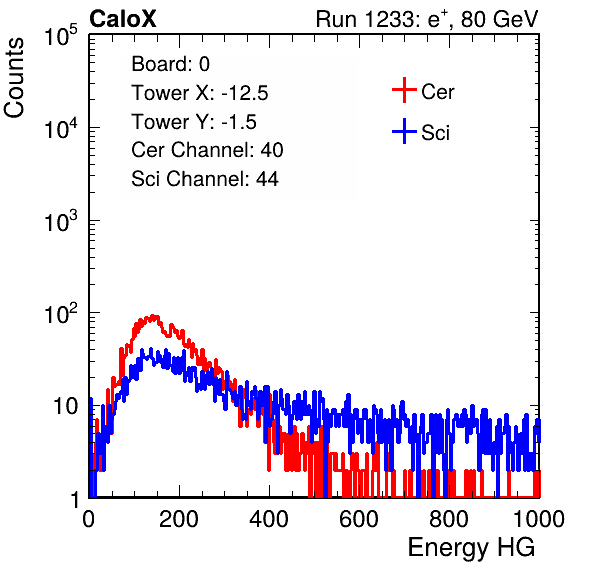 CaloX Run 1233: e⁺, 80 GeV
Counts
Board: 0
Tower X: -12.5
Tower Y: -1.5
Cer Channel: 40
Sci Channel: 44
Cer
Sci
10⁵
10⁴
10³
10²
10
1
0 200 400 600 800 1000
Energy HG